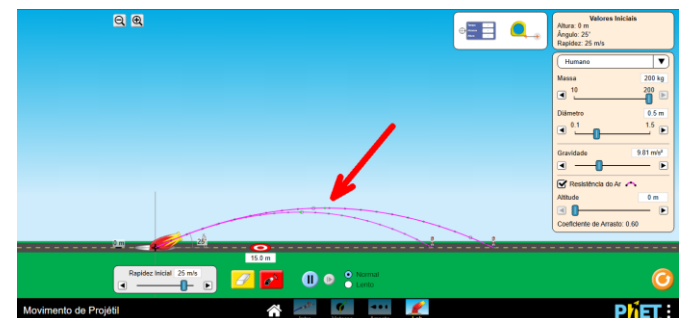 Valores Iniciais
Altura: 0 m
Ângulo: 25°
Rapidez: 25 m/s
Humano
Massa
200 kg
10
200
Diâmetro
0.5 m
0.1
1.5
Gravidade
9.81 m/s²
Resistência do Ar
Altitude
0 m
Coeficiente de Arrasto: 0.60
0 m
25°
15.0 m
Rapidez Inicial
25 m/s
Normal
Lento
Movimento de Projétil
PhET